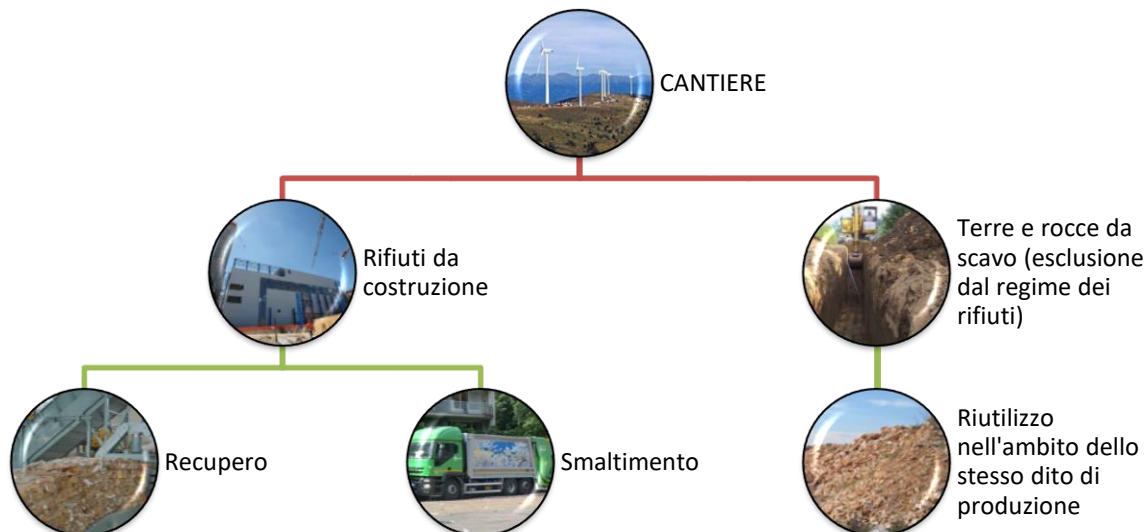 CANTIERE
Rifiuti da
costruzione
Terre e rocce da
scavo (esclusione
dal regime dei
rifiuti)
Recupero
Smaltimento
Riutilizzo
nell'ambito dello
stesso dito di
produzione